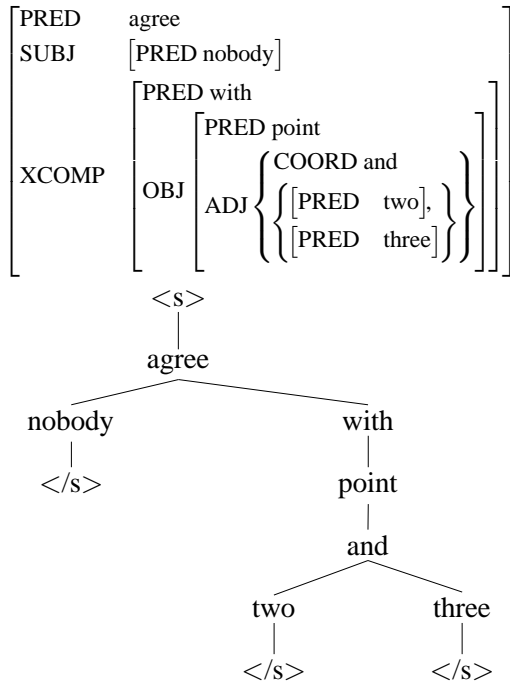 PRED agree
SUBJ [PRED nobody]
XCOMP
PRED with
OBJ
PRED point
ADJ
COORD and
[PRED two],
[PRED three]
<s>
agree
nobody with
</s> point
and
two three
</s> </s>